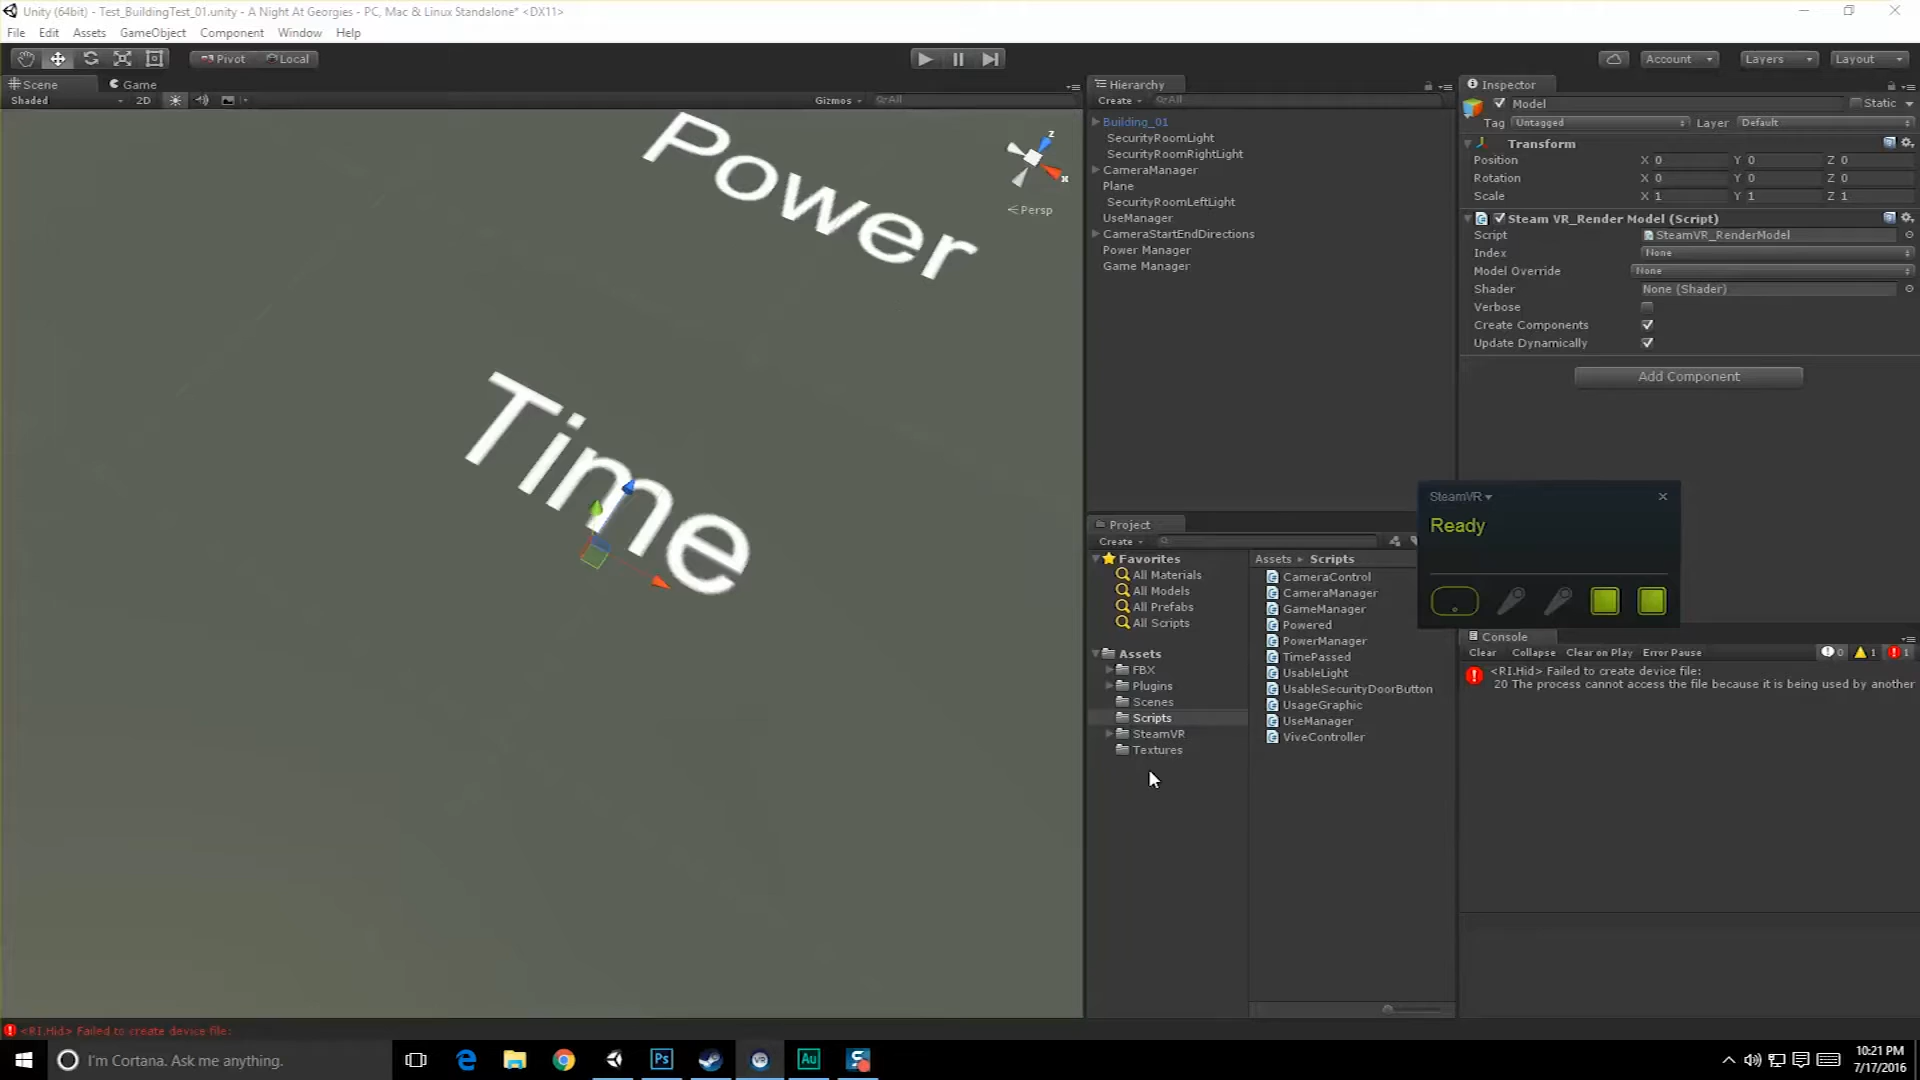 Unity (64bit) - Test_BuildingTest_01.unity - A Night At Georgies - PC, Mac & Linux Standalone* <DX11>
File Edit Assets GameObject Component Window Help
Pivot Local
Account Layers Layout
Scene Game
Shaded 2D Gizmos All
Power
Time
z
x
Persp
Hierarchy
Create All
Building_01
SecurityRoomLight
SecurityRoomRightLight
CameraManager
Plane
SecurityRoomLeftLight
UseManager
CameraStartEndDirections
Power Manager
Game Manager
Inspector
Model Static
Tag Untagged Layer Default
Transform
Position X 0 Y 0 Z 0
Rotation X 0 Y 0 Z 0
Scale X 1 Y 1 Z 1
Steam VR_Render Model (Script)
Script SteamVR_RenderModel
Index None
Model Override None
Shader None (Shader)
Verbose
Create Components
Update Dynamically
Add Component
SteamVR
Ready
Project
Create
Favorites
All Materials
All Models
All Prefabs
All Scripts
Assets
FBX
Plugins
Scenes
Scripts
SteamVR
Textures
Assets Scripts
CameraControl
CameraManager
GameManager
Powered
PowerManager
TimePassed
UsableLight
UsableSecurityDoorButton
UsageGraphic
UseManager
ViveController
Console
Clear Collapse Clear on Play Error Pause 0 1 1
<RI.Hid> Failed to create device file:
20 The process cannot access the file because it is being used by another
<RI.Hid> Failed to create device file:
I'm Cortana. Ask me anything.
Ps
VR
Au
S
10:21 PM
7/17/2016